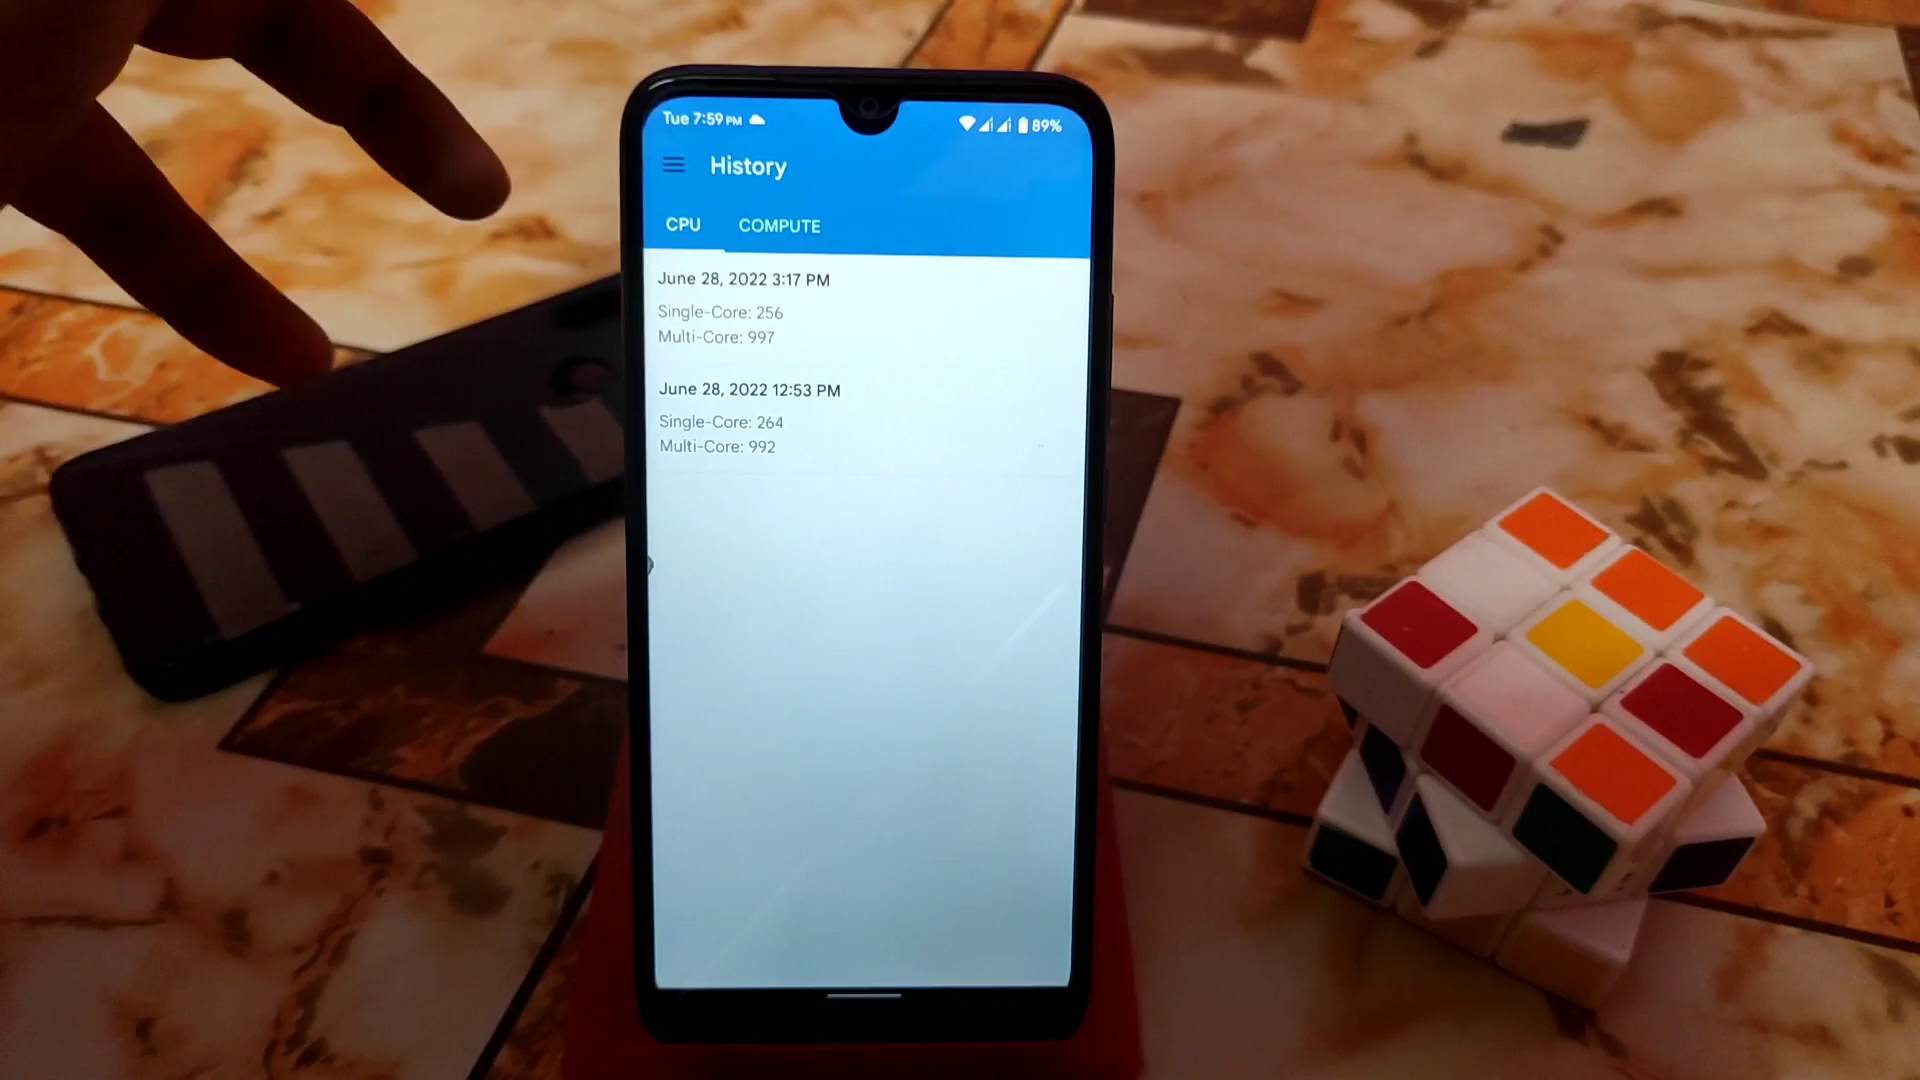 Tue 7:59 PM 89%
History
CPU COMPUTE
June 28, 2022 3:17 PM
Single-Core: 256
Multi-Core: 997
June 28, 2022 12:53 PM
Single-Core: 264
Multi-Core: 992